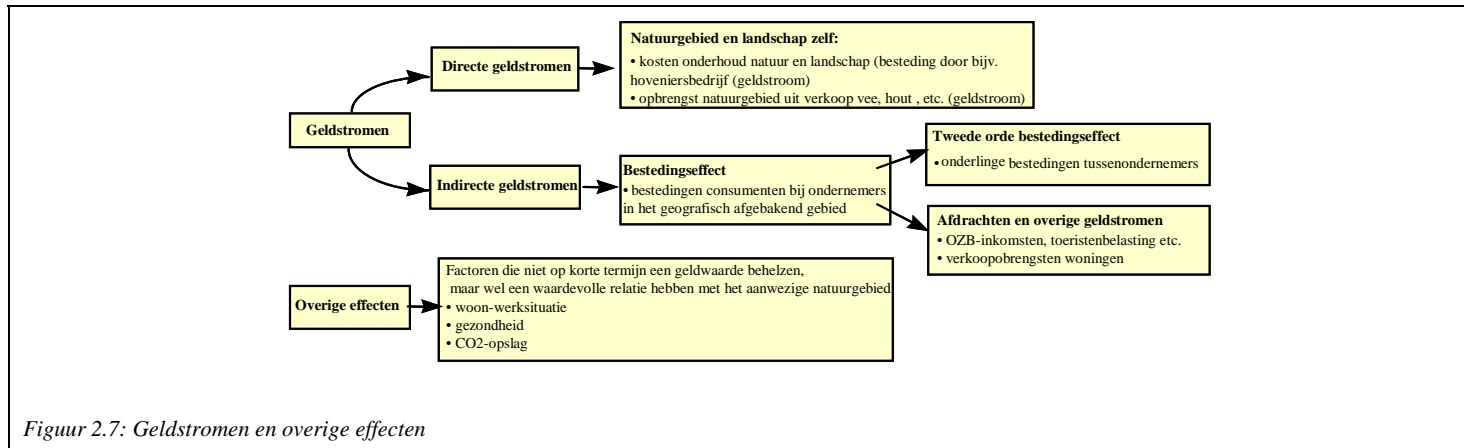 Geldstromen
Directe geldstromen
Natuurgebied en landschap zelf:
• kosten onderhoud natuur en landschap (besteding door bijv.
hoveniersbedrijf (geldstroom)
• opbrengst natuurgebied uit verkoop vee, hout , etc. (geldstroom)
Indirecte geldstromen
Bestedingseffect
• bestedingen consumenten bij ondernemers
in het geografisch afgebakend gebied
Tweede orde bestedingseffect
• onderlinge bestedingen tussenondernemers
Afdrachten en overige geldstromen
• OZB-inkomsten, toeristenbelasting etc.
• verkoopobrengsten woningen
Overige effecten
Factoren die niet op korte termijn een geldwaarde behelzen,
maar wel een waardevolle relatie hebben met het aanwezige natuurgebied
• woon-werksituatie
• gezondheid
• CO2-opslag
Figuur 2.7: Geldstromen en overige effecten